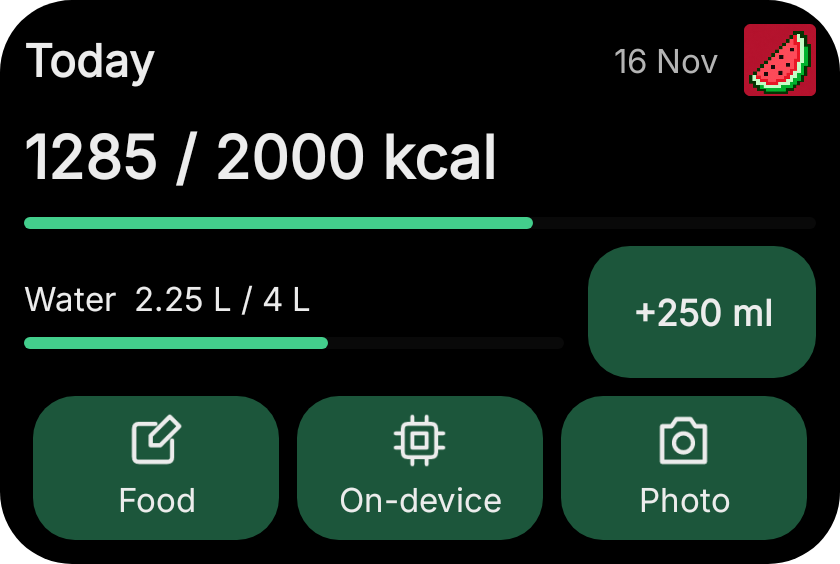 Today 16 Nov
1285 / 2000 kcal
Water 2.25 L / 4 L
+250 ml
Food On-device Photo